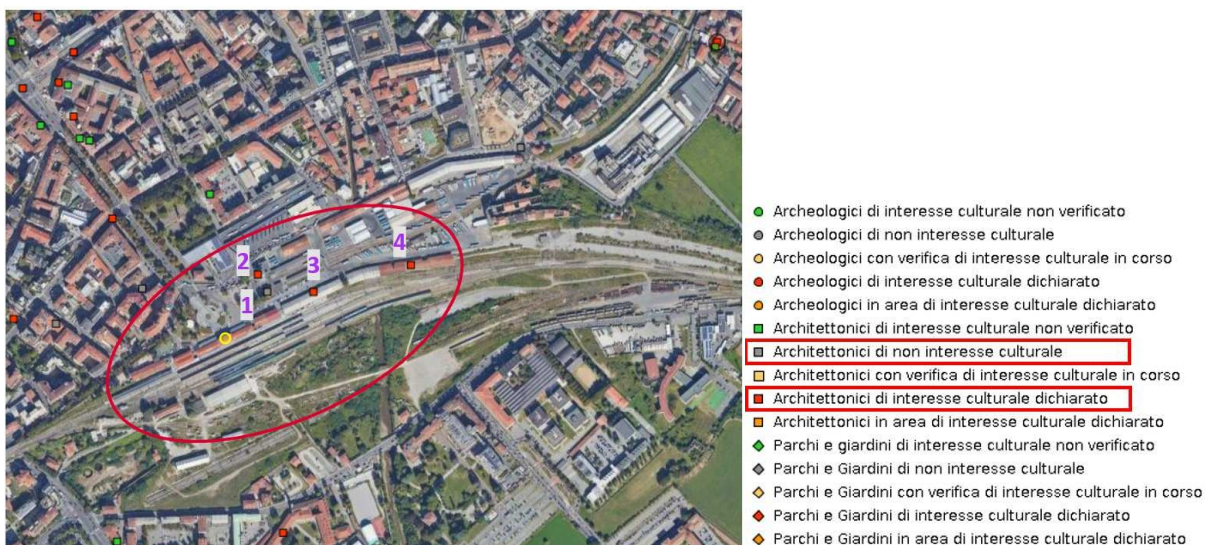 2
4
3
1
Archeologici di interesse culturale non verificato
Archeologici di non interesse culturale
Archeologici con verifica di interesse culturale in corso
Archeologici di interesse culturale dichiarato
Archeologici in area di interesse culturale dichiarato
Architettonici di interesse culturale non verificato
Architettonici di non interesse culturale
Architettonici con verifica di interesse culturale in corso
Architettonici di interesse culturale dichiarato
Architettonici in area di interesse culturale dichiarato
Parchi e giardini di interesse culturale non verificato
Parchi e Giardini di non interesse culturale
Parchi e Giardini con verifica di interesse culturale in corso
Parchi e Giardini di interesse culturale dichiarato
Parchi e Giardini in area di interesse culturale dichiarato